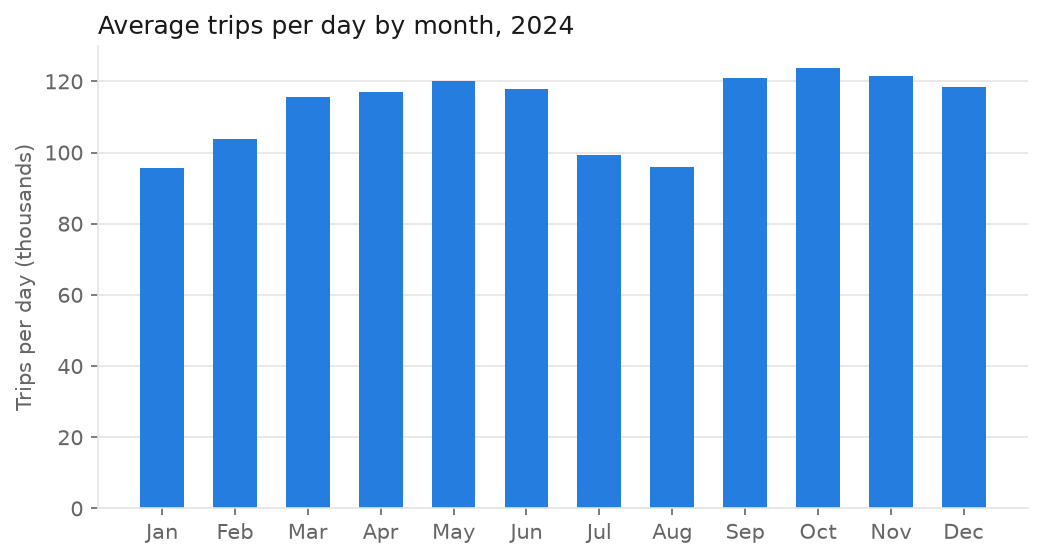 Average trips per day by month, 2024
Trips per day (thousands)
120
100
80
60
40
20
0
Jan Feb Mar Apr May Jun Jul Aug Sep Oct Nov Dec